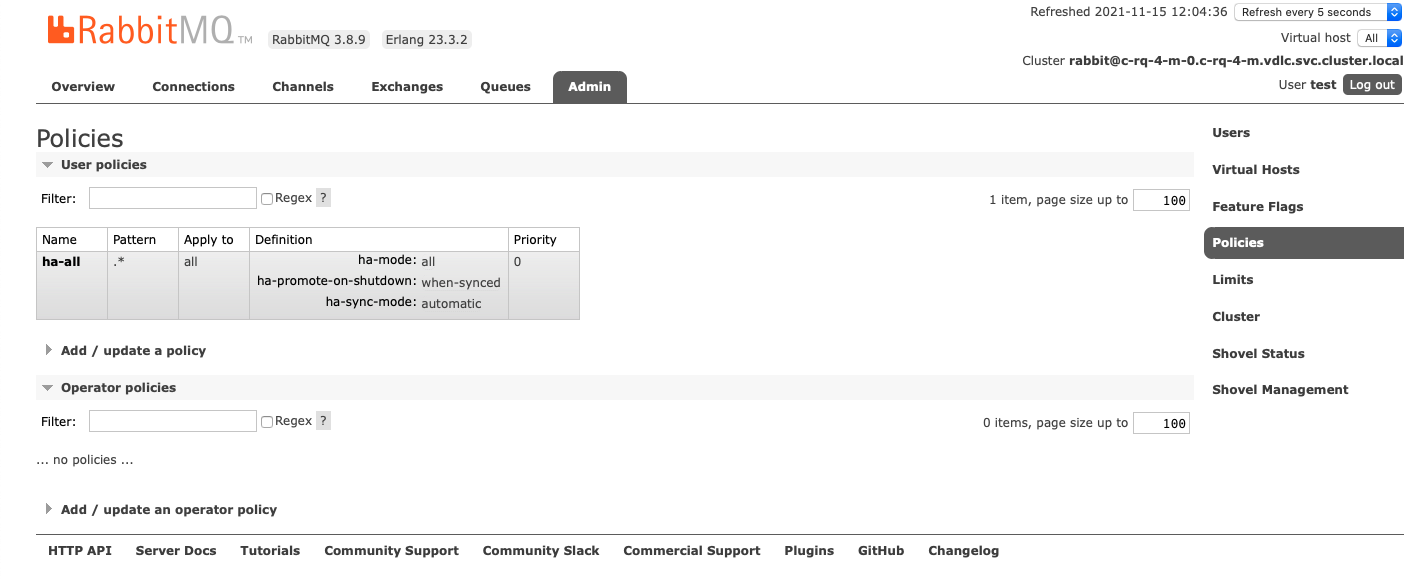 Refreshed 2021-11-15 12:04:36 Refresh every 5 seconds
RabbitMQ TM RabbitMQ 3.8.9 Erlang 23.3.2
Virtual host All
Cluster rabbit@c-rq-4-m-0.c-rq-4-m.vdlc.svc.cluster.local
User test Log out
Overview Connections Channels Exchanges Queues Admin
Policies
User policies
Filter: Regex ? 1 item, page size up to 100
Name Pattern Apply to Definition Priority
ha-all .* all ha-mode: all 0
ha-promote-on-shutdown: when-synced
ha-sync-mode: automatic
Add / update a policy
Operator policies
Filter: Regex ? 0 items, page size up to 100
... no policies ...
Add / update an operator policy
Users
Virtual Hosts
Feature Flags
Policies
Limits
Cluster
Shovel Status
Shovel Management
HTTP API Server Docs Tutorials Community Support Community Slack Commercial Support Plugins GitHub Changelog